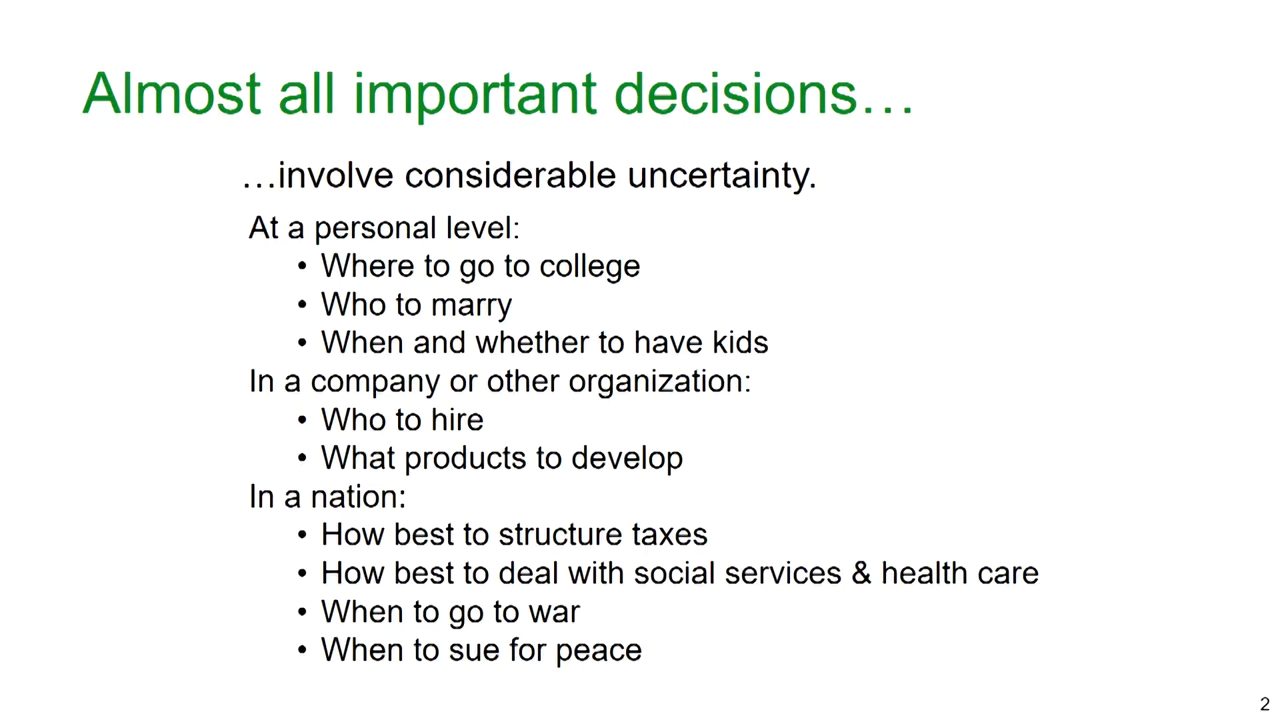 Almost all important decisions…
…involve considerable uncertainty.
At a personal level:
• Where to go to college
• Who to marry
• When and whether to have kids
In a company or other organization:
• Who to hire
• What products to develop
In a nation:
• How best to structure taxes
• How best to deal with social services & health care
• When to go to war
• When to sue for peace
2